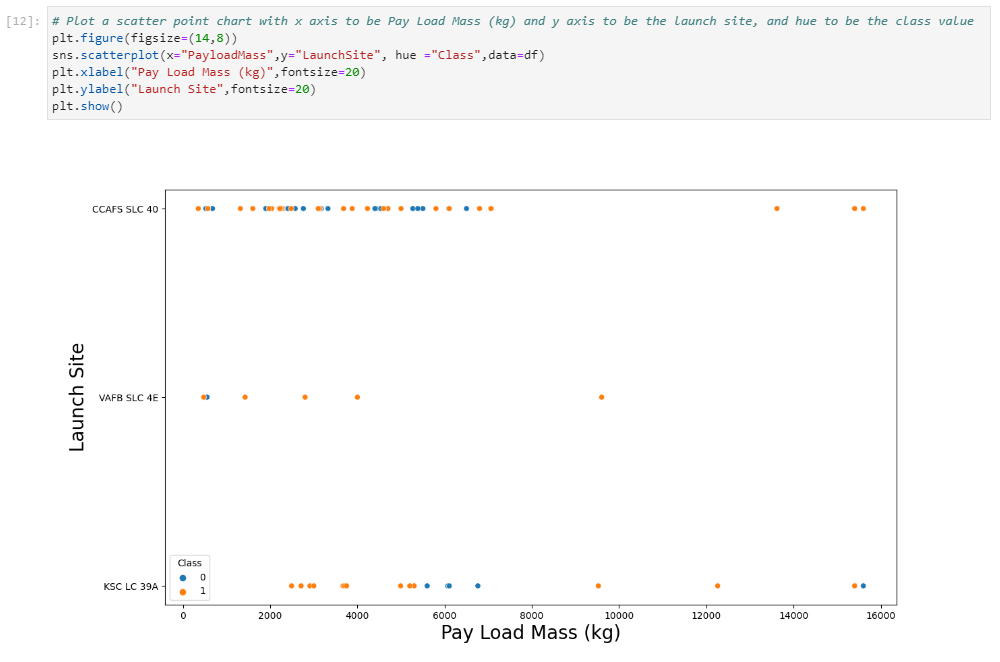 [12]: # Plot a scatter point chart with x axis to be Pay Load Mass (kg) and y axis to be the launch site, and hue to be the class value
plt.figure(figsize=(14,8))
sns.scatterplot(x="PayloadMass",y="LaunchSite", hue ="Class",data=df)
plt.xlabel("Pay Load Mass (kg)",fontsize=20)
plt.ylabel("Launch Site",fontsize=20)
plt.show()
CCAFS SLC 40
VAFB SLC 4E
KSC LC 39A
Launch Site
Class
0
1
0 2000 4000 6000 8000 10000 12000 14000 16000
Pay Load Mass (kg)